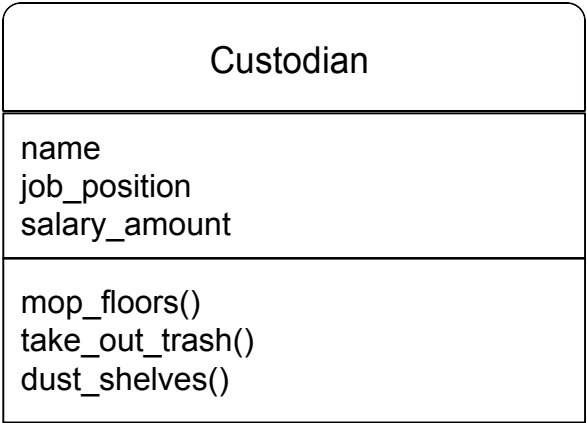 Custodian
name
job_position
salary_amount
mop_floors()
take_out_trash()
dust_shelves()